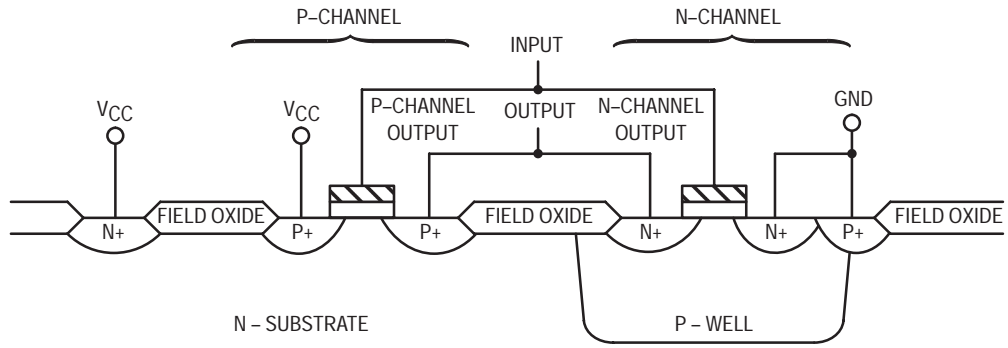 P–CHANNEL
N–CHANNEL
INPUT
VCC
VCC
P–CHANNEL
OUTPUT
OUTPUT
N–CHANNEL
OUTPUT
GND
N+
FIELD OXIDE
P+
P+
FIELD OXIDE
N+
N+
P+
FIELD OXIDE
N – SUBSTRATE
P – WELL